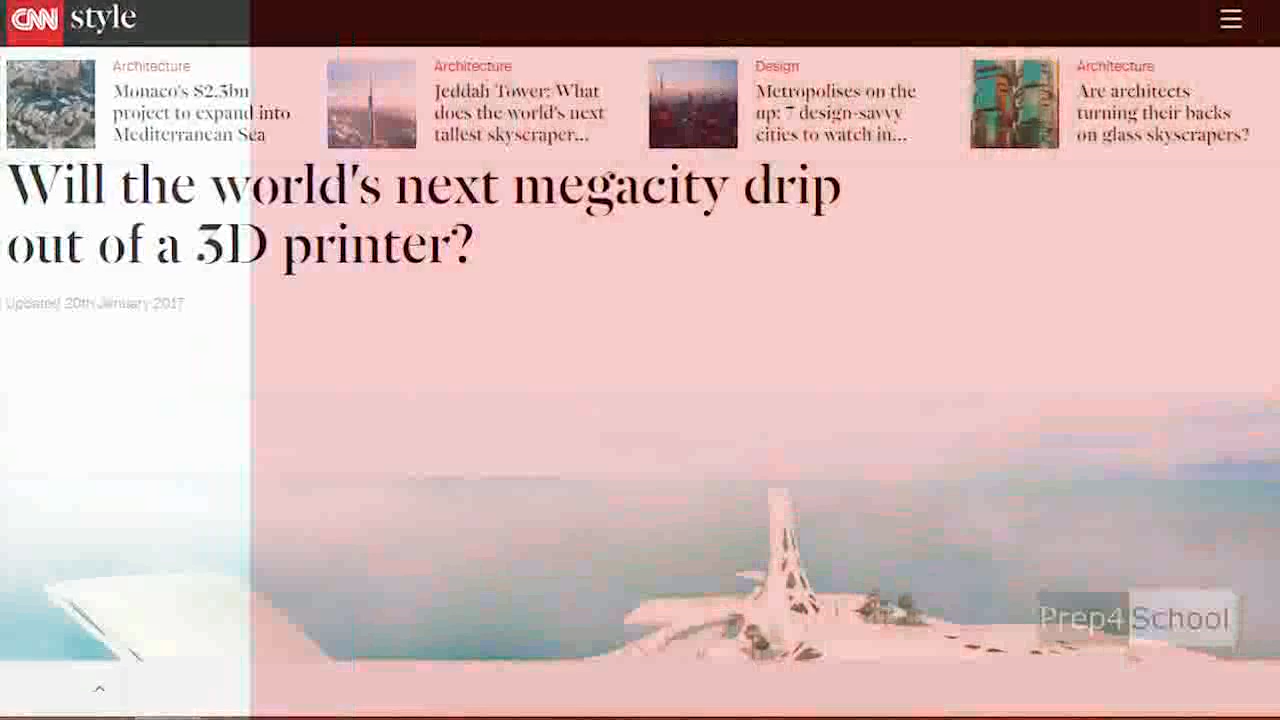 CNN style
Architecture
Monaco's $2.3bn
project to expand into
Mediterranean Sea
Architecture
Jeddah Tower: What
does the world's next
tallest skyscraper...
Design
Metropolises on the
up: 7 design-savvy
cities to watch in...
Architecture
Are architects
turning their backs
on glass skyscrapers?
Will the world's next megacity drip
out of a 3D printer?
Updated 20th January 2017
Prep4School